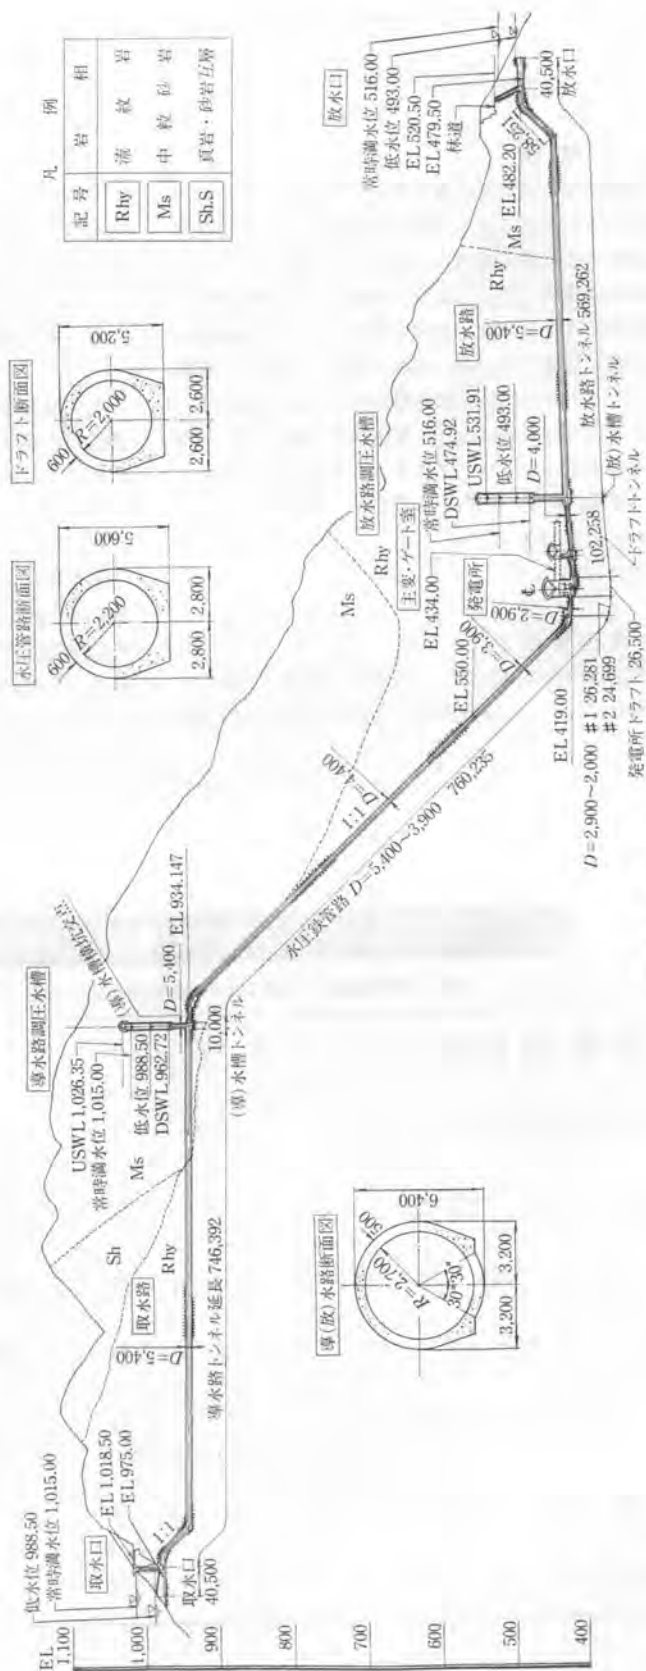 EL
1,100
1,000
900
800
700
600
500
400
低水位 988.50
常時満水位 1,015.00
取水口
EL 1,018.50
EL 975.00
1:1
取水口
40,500
D=5,400
取水路
導水路トンネル延長 746,392
Sh
Rhy
Ms
導水路調圧水槽
USWL 1,026.35
常時満水位 1,015.00
低水位 988.50
DSWL 962.72
(導)水槽横坑交点
D=5,400
EL 934.147
10,000
(導)水槽トンネル
導(放)水路断面図
500
R=2,700
30° 30°
6,400
3,200
3,200
水圧管路断面図
600
R=2,200
5,600
2,800
2,800
ドラフト断面図
600
R=2,000
5,200
2,600
2,600
凡例
記号
岩相
Rhy
流紋岩
Ms
中紋砂岩
Sh.S
頁岩・砂岩互層
Ms
Rhy
D=4,400
1:1
水圧鉄管路 D=5,400~3,900 760,235
EL 550.00
D=3,900
D=2,900
EL 419.00
D=2,900~2,000 #1 26,281
#2 24,699
発電所ドラフト 26,500
ドラフトトンネル
102,258
(放)水槽トンネル
発電所
EL 434.00
主変・ゲート室
放水路調圧水槽
常時満水位 516.00
DSWL 474.92
USWL 531.91
低水位 493.00
D=4,000
放水路
D=5,400
放水路トンネル 569,262
Rhy
Ms
EL 482.20
58,251
放水口
常時満水位 516.00
低水位 493.00
EL 520.50
EL 479.50
林道
40,500
放水口